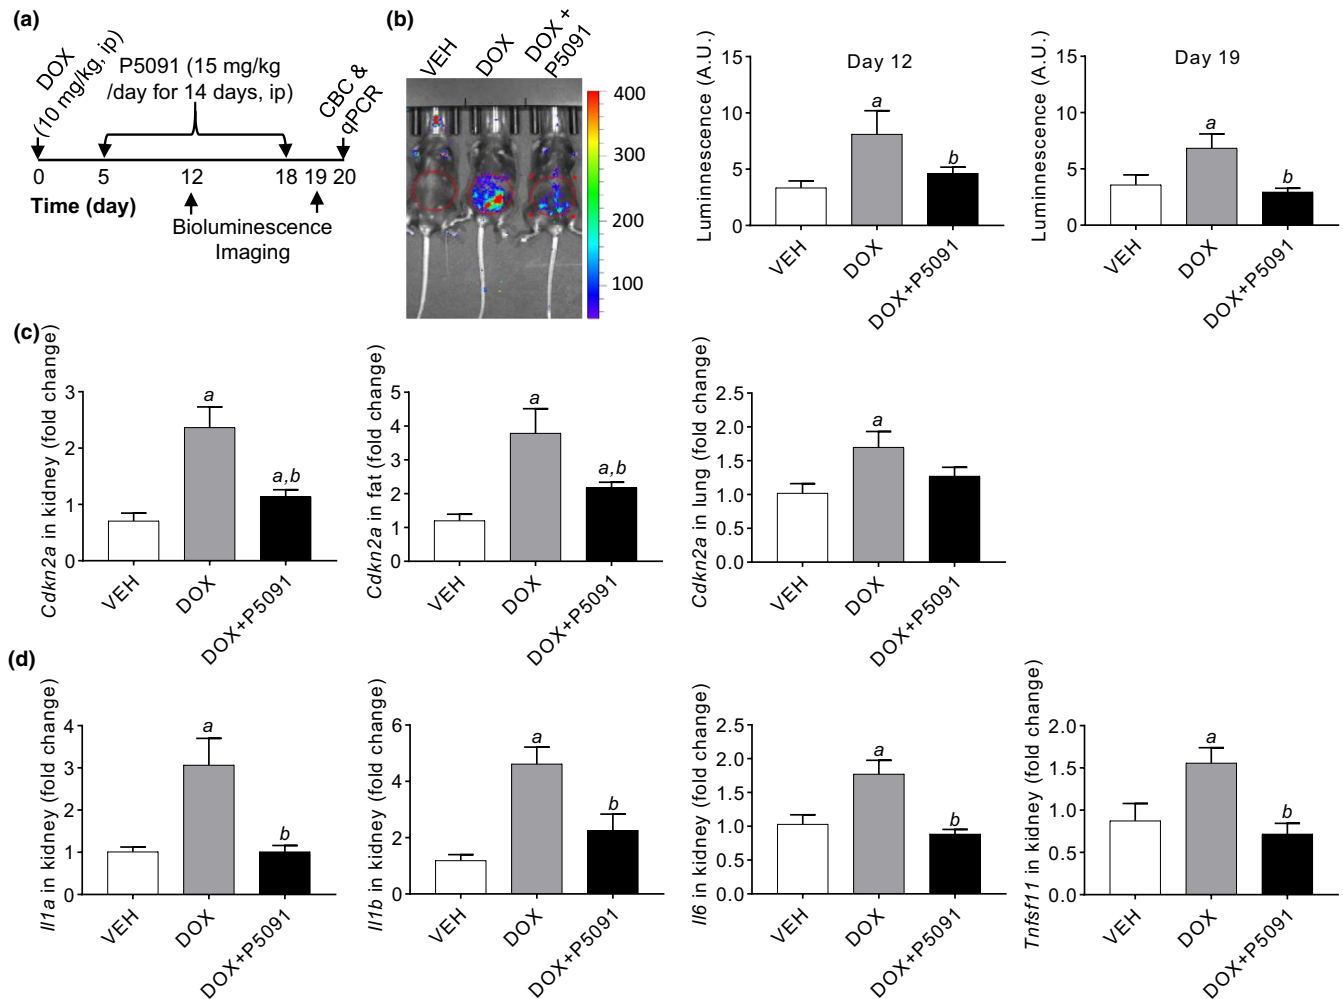 (a)
DOX
(10 mg/kg, ip)
P5091 (15 mg/kg
/day for 14 days, ip)
CBC &
qPCR
0 5 12 18 19 20
Time (day)
Bioluminescence
Imaging
(b)
VEH
DOX
DOX +
P5091
400
300
200
100
Luminnescence (A.U.)
15
10
5
0
Day 12
a
b
VEH
DOX
DOX+P5091
Luminnescence (A.U.)
15
10
5
0
Day 19
a
b
VEH
DOX
DOX+P5091
(c)
Cdkn2a in kidney (fold change)
3
2
1
0
a
a,b
VEH
DOX
DOX+P5091
Cdkn2a in fat (fold change)
5
4
3
2
1
0
a
a,b
VEH
DOX
DOX+P5091
Cdkn2a in lung (fold change)
2.5
2.0
1.5
1.0
0.5
0.0
a
VEH
DOX
DOX+P5091
(d)
Il1a in kidney (fold change)
4
3
2
1
0
a
b
VEH
DOX
DOX+P5091
Il1b in kidney (fold change)
6
4
2
0
a
b
VEH
DOX
DOX+P5091
Il6 in kidney (fold change)
2.5
2.0
1.5
1.0
0.5
0.0
a
b
VEH
DOX
DOX+P5091
Tnfsf11 in kidney (fold change)
2.0
1.5
1.0
0.5
0.0
a
b
VEH
DOX
DOX+P5091